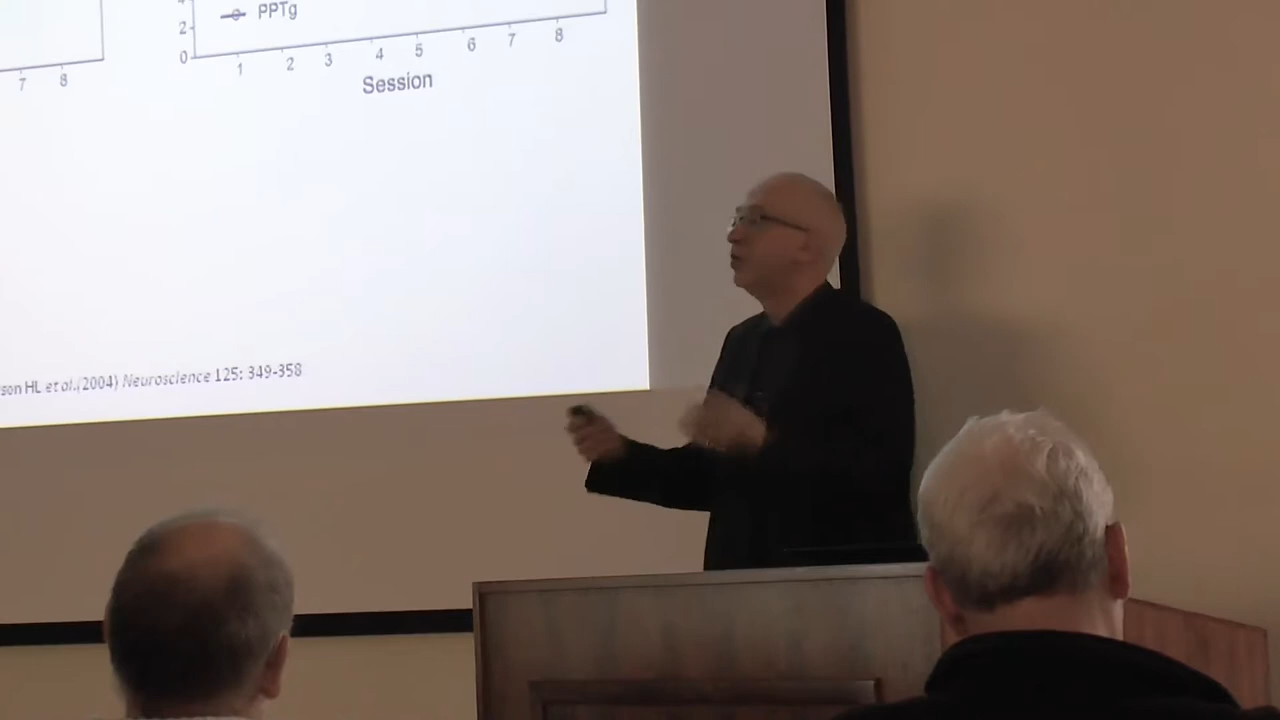 4
2
PPTg
0
1 2 3 4 5 6 7 8
7 8
Session
son HL et al.(2004) Neuroscience 125: 349-358